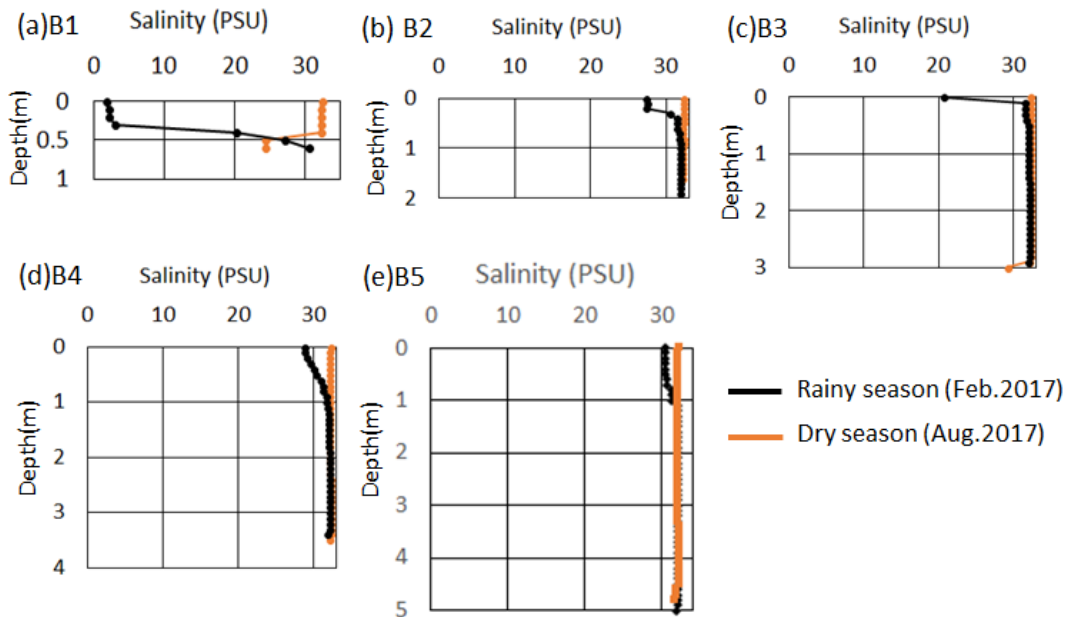 (a)B1
Salinity (PSU)
0 10 20 30
Depth(m)
0
0.5
1
(b) B2
Salinity (PSU)
0 10 20 30
Depth(m)
0
1
2
(c)B3
Salinity (PSU)
0 10 20 30
Depth(m)
0
1
2
3
(d)B4
Salinity (PSU)
0 10 20 30
Depth(m)
0
1
2
3
4
(e)B5
Salinity (PSU)
0 10 20 30
Depth(m)
0
1
2
3
4
5
Rainy season (Feb.2017)
Dry season (Aug.2017)